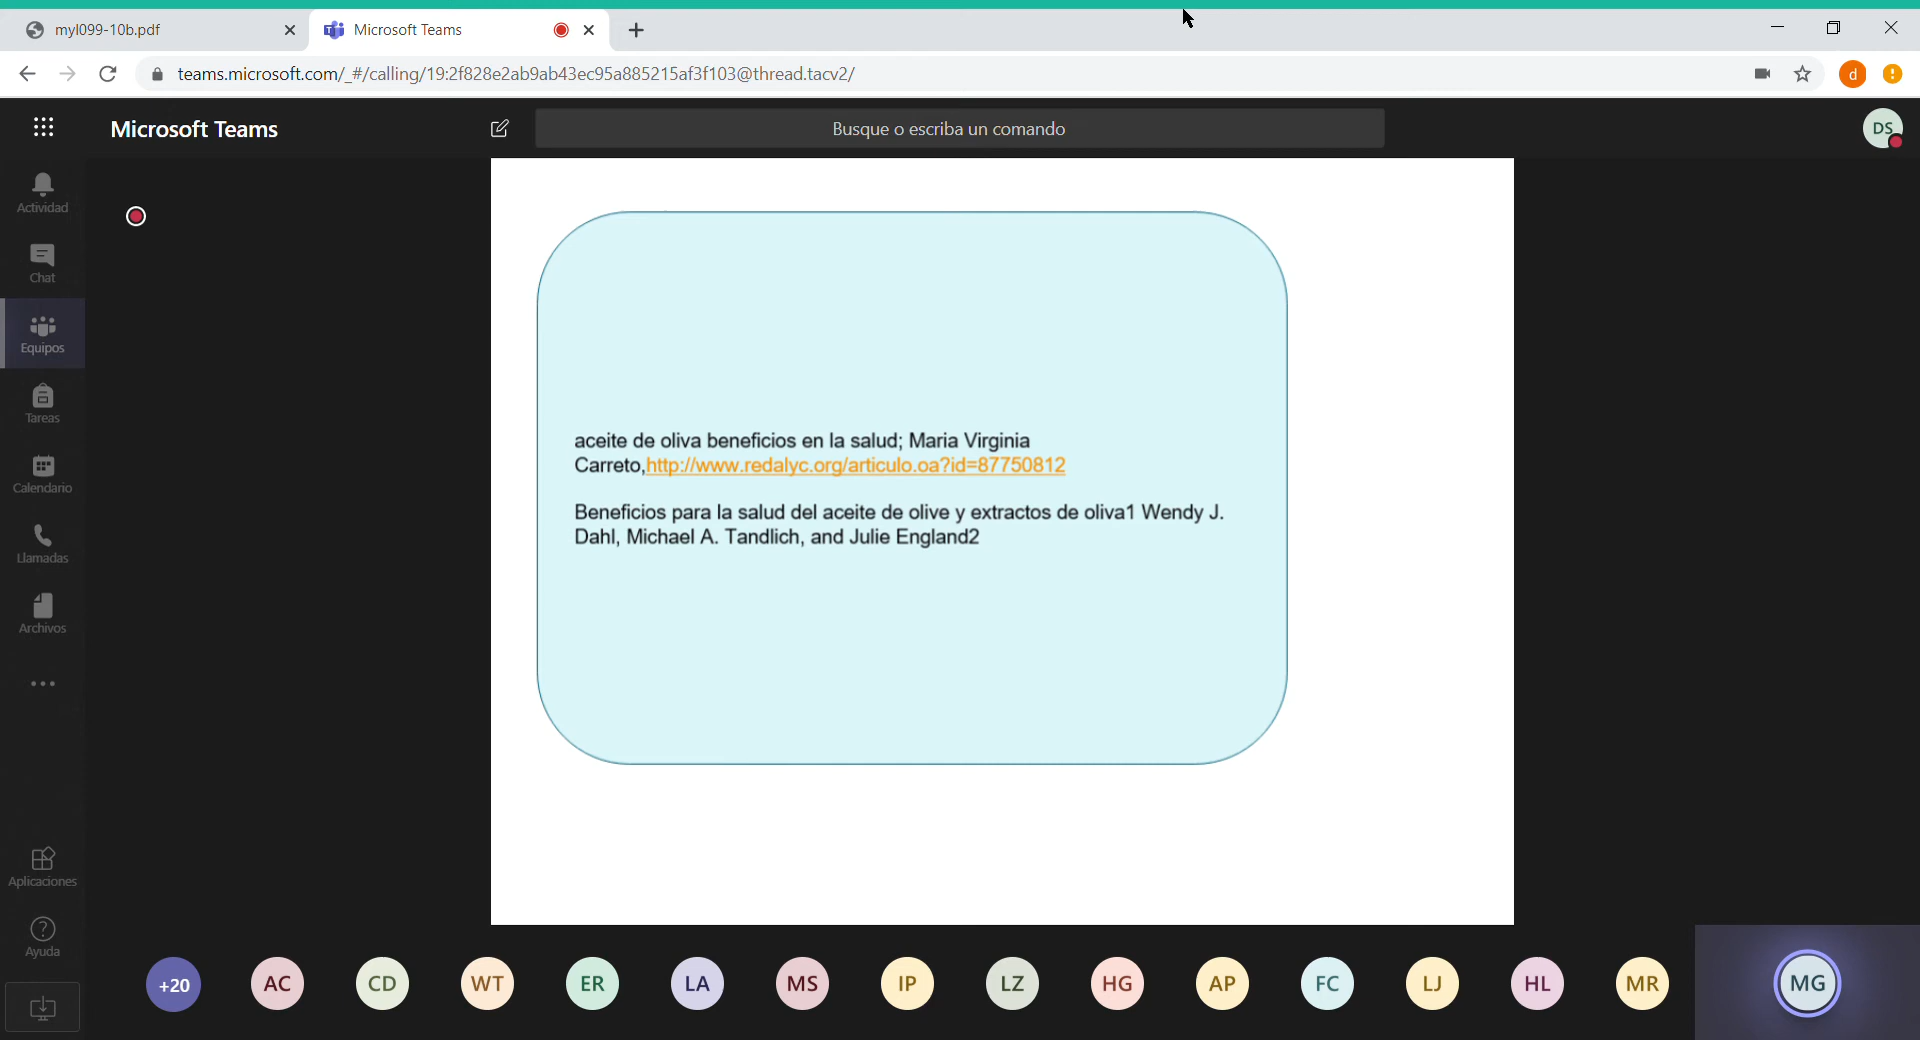 myl099-10b.pdf
Microsoft Teams
teams.microsoft.com/_#/calling/19:2f828e2ab9ab43ec95a885215af3f103@thread.tacv2/
d
Microsoft Teams
Busque o escriba un comando
DS
Actividad
Chat
Equipos
Tareas
Calendario
Llamadas
Archivos
Aplicaciones
Ayuda
aceite de oliva beneficios en la salud; Maria Virginia
Carreto,http://www.redalyc.org/articulo.oa?id=87750812
Beneficios para la salud del aceite de olive y extractos de oliva1 Wendy J.
Dahl, Michael A. Tandlich, and Julie England2
+20
AC
CD
WT
ER
LA
MS
IP
LZ
HG
AP
FC
LJ
HL
MR
MG